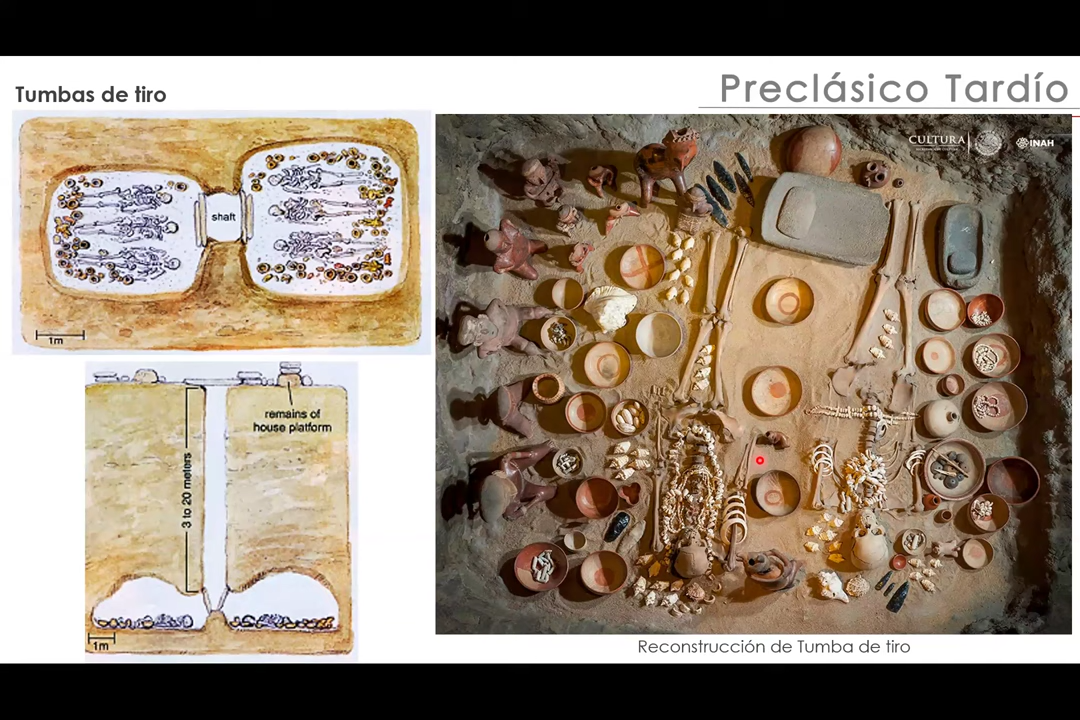 Preclásico Tardío
Tumbas de tiro
shaft
1m
remains of
house platform
3 to 20 meters
1m
CULTURA
INAH
Reconstrucción de Tumba de tiro